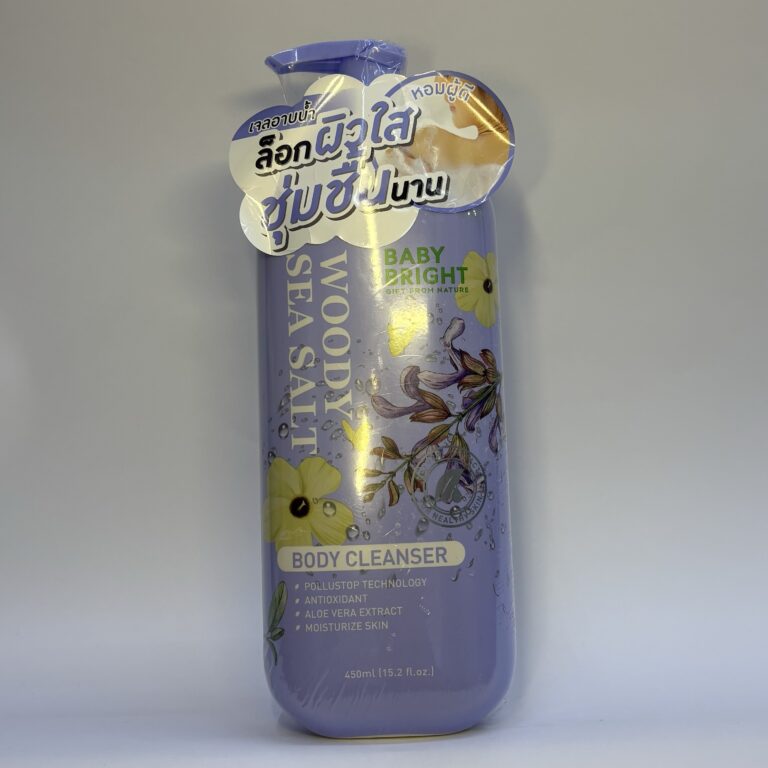 เจลอาบน้ำ
ล็อกผิวใส
ชุ่มชื้นนาน
หอมผู้ดี
WOODY
SEA SALT
BABY
BRIGHT
GIFT FROM NATURE
BODY CLEANSER
• POLLUSTOP TECHNOLOGY
• ANTIOXIDANT
• ALOE VERA EXTRACT
• MOISTURIZE SKIN
450ml (15.2 fl.oz.)